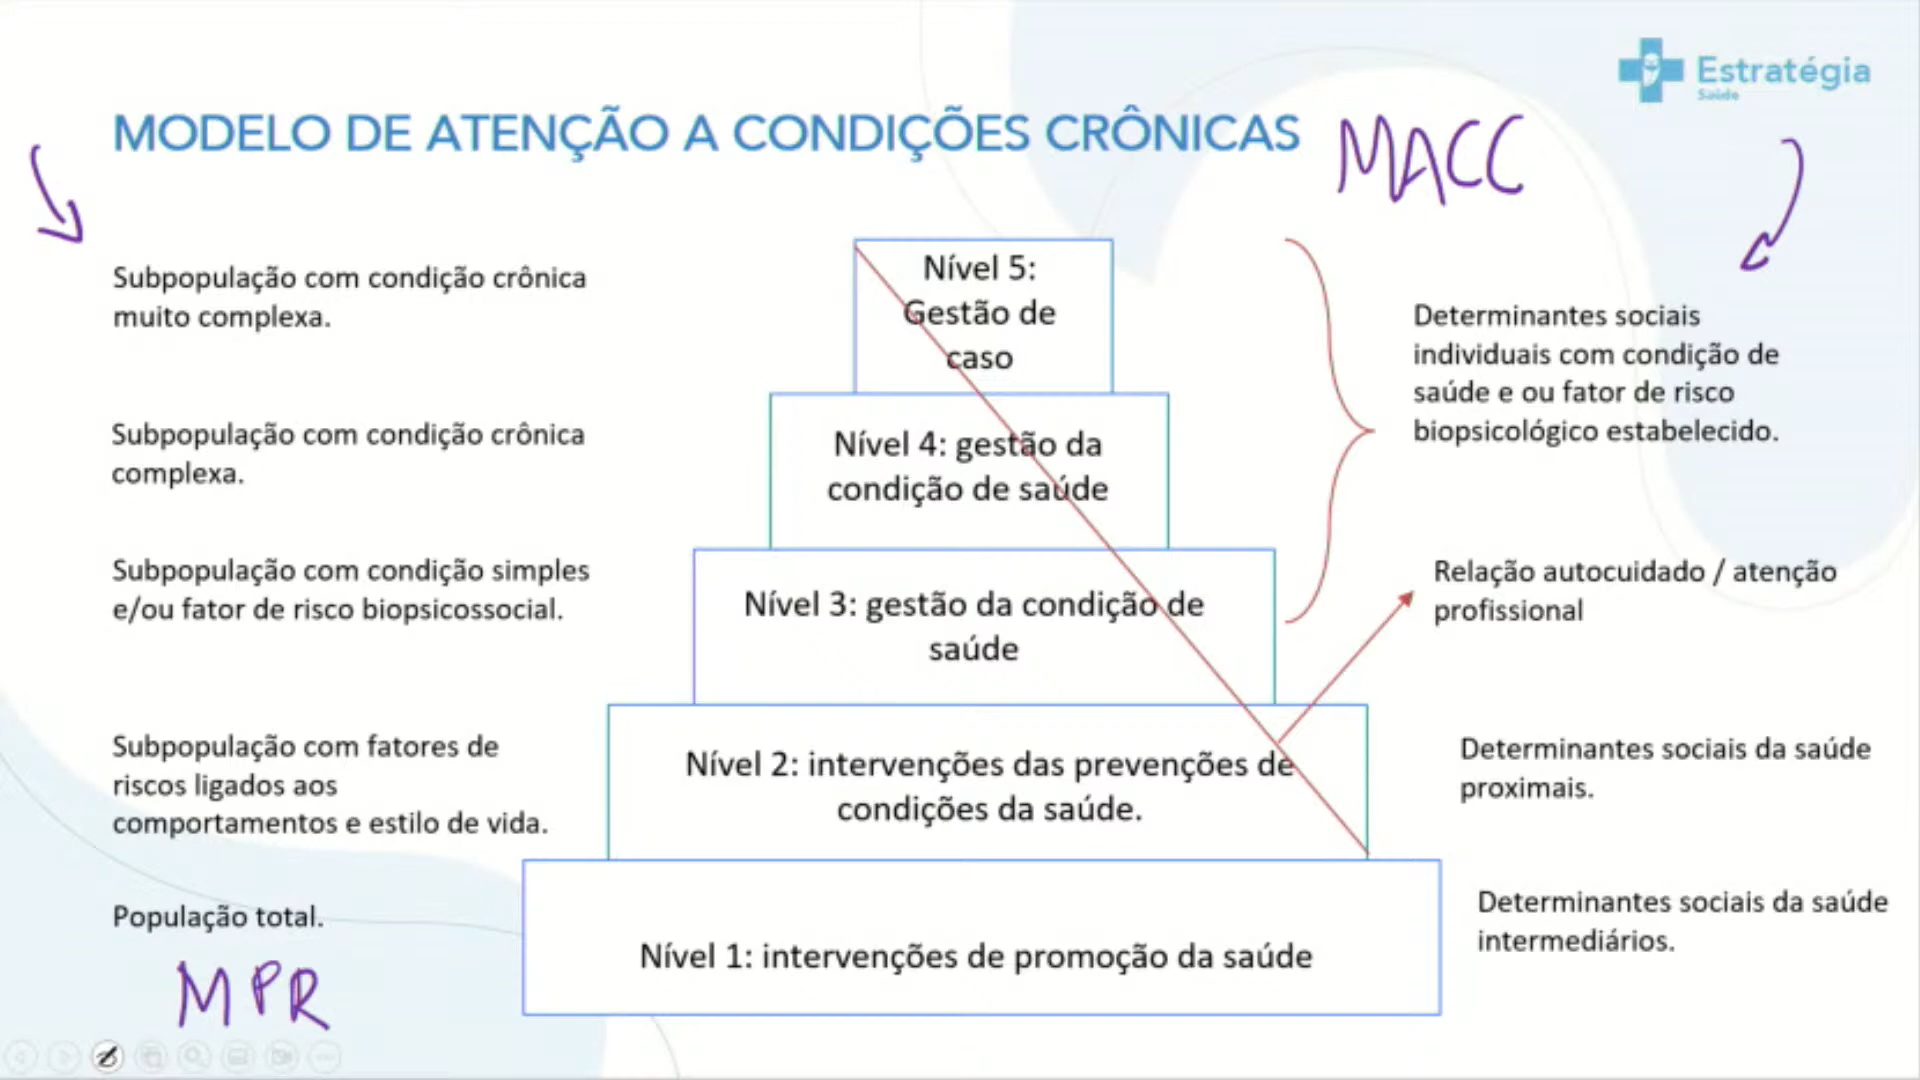 Estratégia
Saúde
MODELO DE ATENÇÃO A CONDIÇÕES CRÔNICAS
MACC
Subpopulação com condição crônica
muito complexa.
Subpopulação com condição crônica
complexa.
Subpopulação com condição simples
e/ou fator de risco biopsicossocial.
Subpopulação com fatores de
riscos ligados aos
comportamentos e estilo de vida.
População total.
MPR
Nível 5:
Gestão de
caso
Nível 4: gestão da
condição de saúde
Nível 3: gestão da condição de
saúde
Nível 2: intervenções das prevenções de
condições da saúde.
Nível 1: intervenções de promoção da saúde
Determinantes sociais
individuais com condição de
saúde e ou fator de risco
biopsicológico estabelecido.
Relação autocuidado / atenção
profissional
Determinantes sociais da saúde
proximais.
Determinantes sociais da saúde
intermediários.